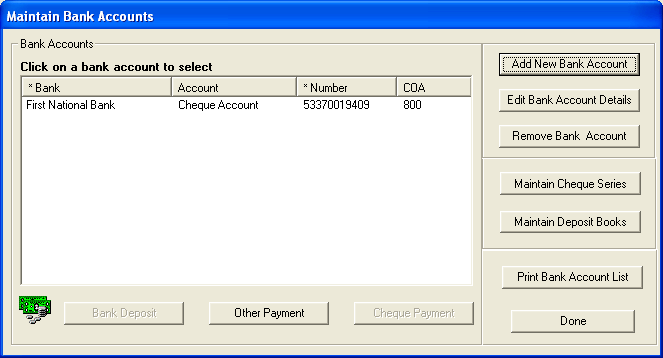 Maintain Bank Accounts
Bank Accounts
Click on a bank account to select
* Bank Account * Number COA
First National Bank Cheque Account 53370019409 800
Add New Bank Account
Edit Bank Account Details
Remove Bank Account
Maintain Cheque Series
Maintain Deposit Books
Print Bank Account List
Done
Bank Deposit Other Payment Cheque Payment